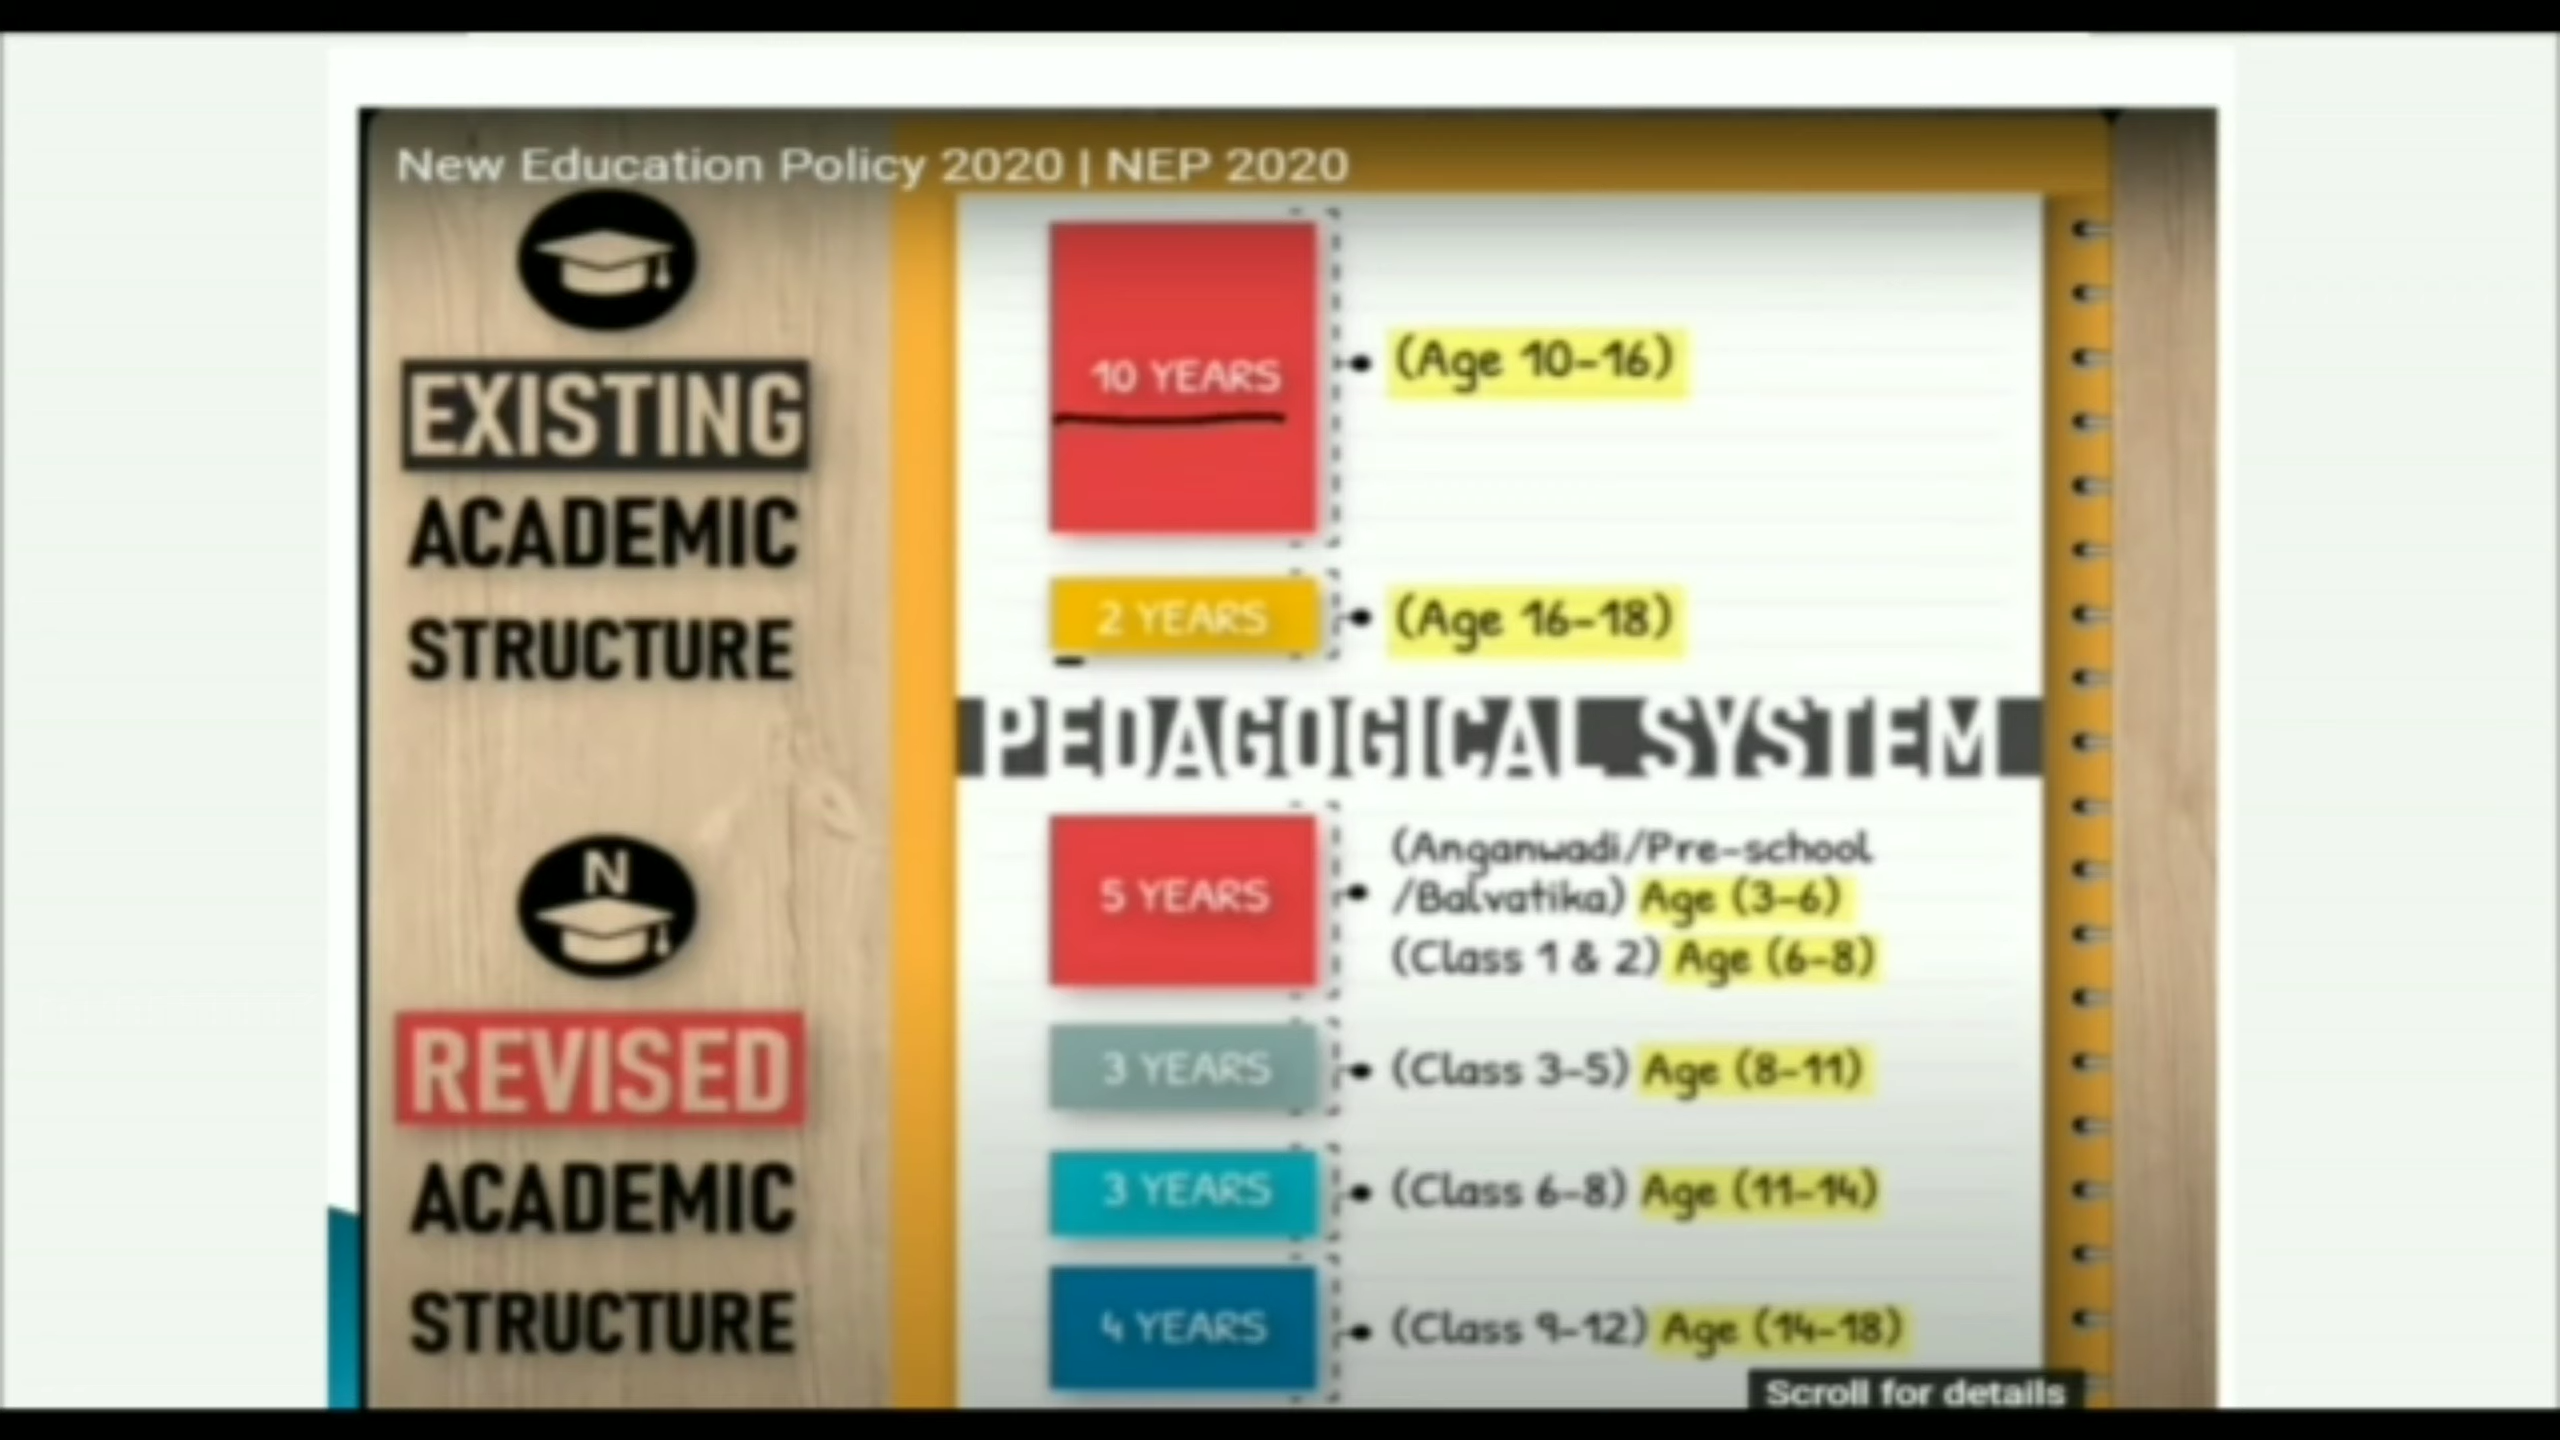 New Education Policy 2020 | NEP 2020
EXISTING
ACADEMIC
STRUCTURE
10 YEARS
(Age 10-16)
2 YEARS
(Age 16-18)
PEDAGOGICAL SYSTEM
N
REVISED
ACADEMIC
STRUCTURE
5 YEARS
(Anganwadi/Pre-school
/Balvatika) Age (3-6)
(Class 1 & 2) Age (6-8)
3 YEARS
(Class 3-5) Age (8-11)
3 YEARS
(Class 6-8) Age (11-14)
4 YEARS
(Class 9-12) Age (14-18)
Scroll for details